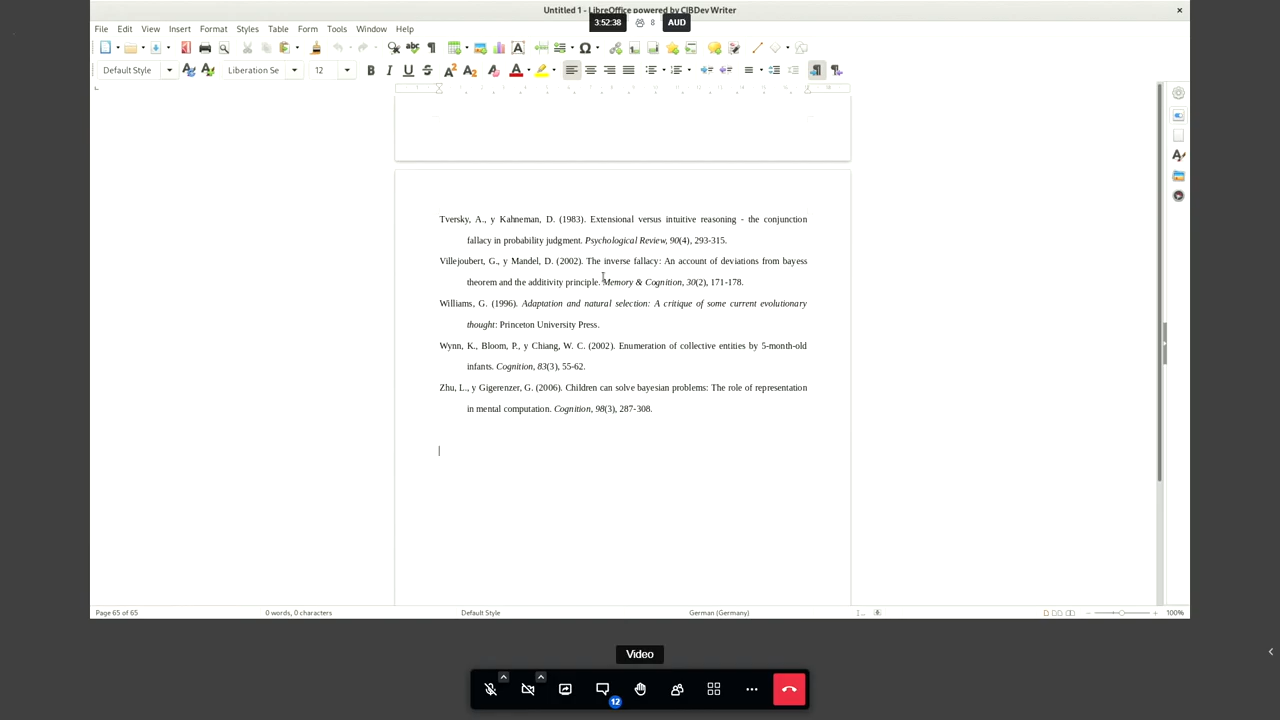 Untitled 1 - LibreOffice powered by CIBDev Writer
3:52:38
8
AUD
File Edit View Insert Format Styles Table Form Tools Window Help
Default Style
Liberation Se
12
Tversky, A., y Kahneman, D. (1983). Extensional versus intuitive reasoning - the conjunction
fallacy in probability judgment. Psychological Review, 90(4), 293-315.
Villejoubert, G., y Mandel, D. (2002). The inverse fallacy: An account of deviations from bayess
theorem and the additivity principle. Memory & Cognition, 30(2), 171-178.
Williams, G. (1996). Adaptation and natural selection: A critique of some current evolutionary
thought: Princeton University Press.
Wynn, K., Bloom, P., y Chiang, W. C. (2002). Enumeration of collective entities by 5-month-old
infants. Cognition, 83(3), 55-62.
Zhu, L., y Gigerenzer, G. (2006). Children can solve bayesian problems: The role of representation
in mental computation. Cognition, 98(3), 287-308.
Page 65 of 65
0 words, 0 characters
Default Style
German (Germany)
100%
Video
12